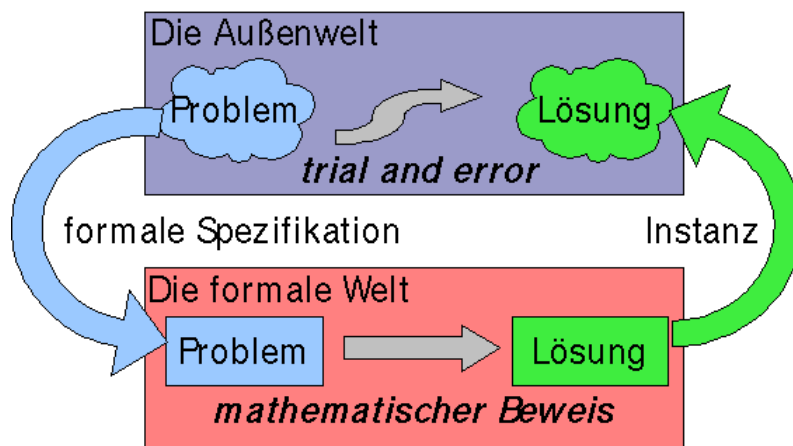 Die Außenwelt
Problem
Lösung
trial and error
formale Spezifikation
Instanz
Die formale Welt
Problem
Lösung
mathematischer Beweis